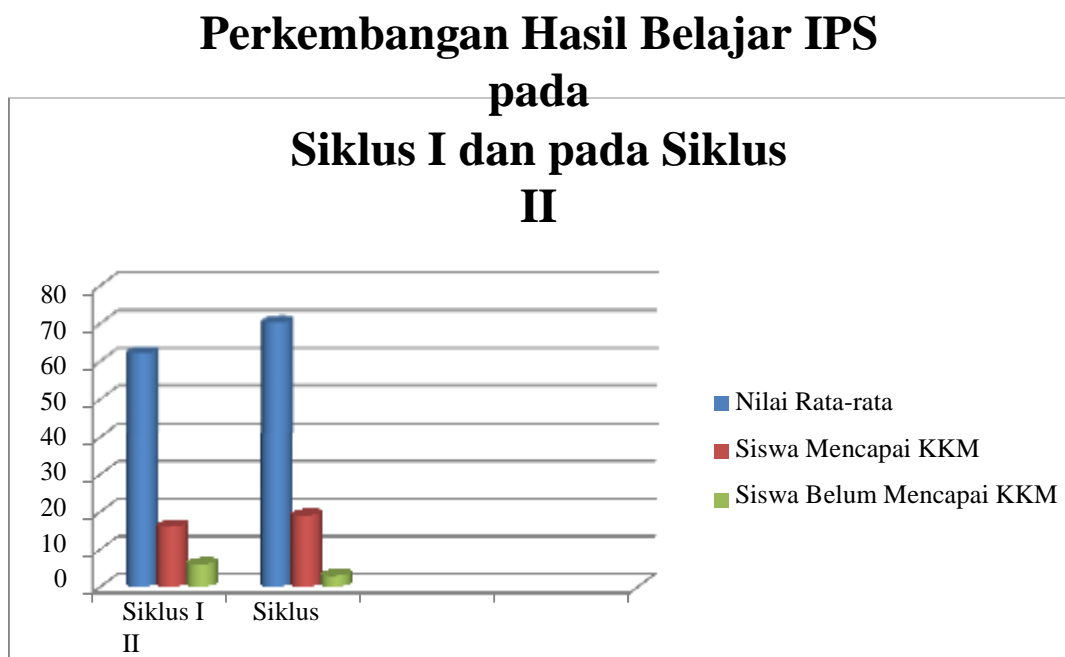 Perkembangan Hasil Belajar IPS
pada
Siklus I dan pada Siklus
II
80
70
60
50
40
30
20
10
0
Siklus I Siklus
II
Nilai Rata-rata
Siswa Mencapai KKM
Siswa Belum Mencapai KKM